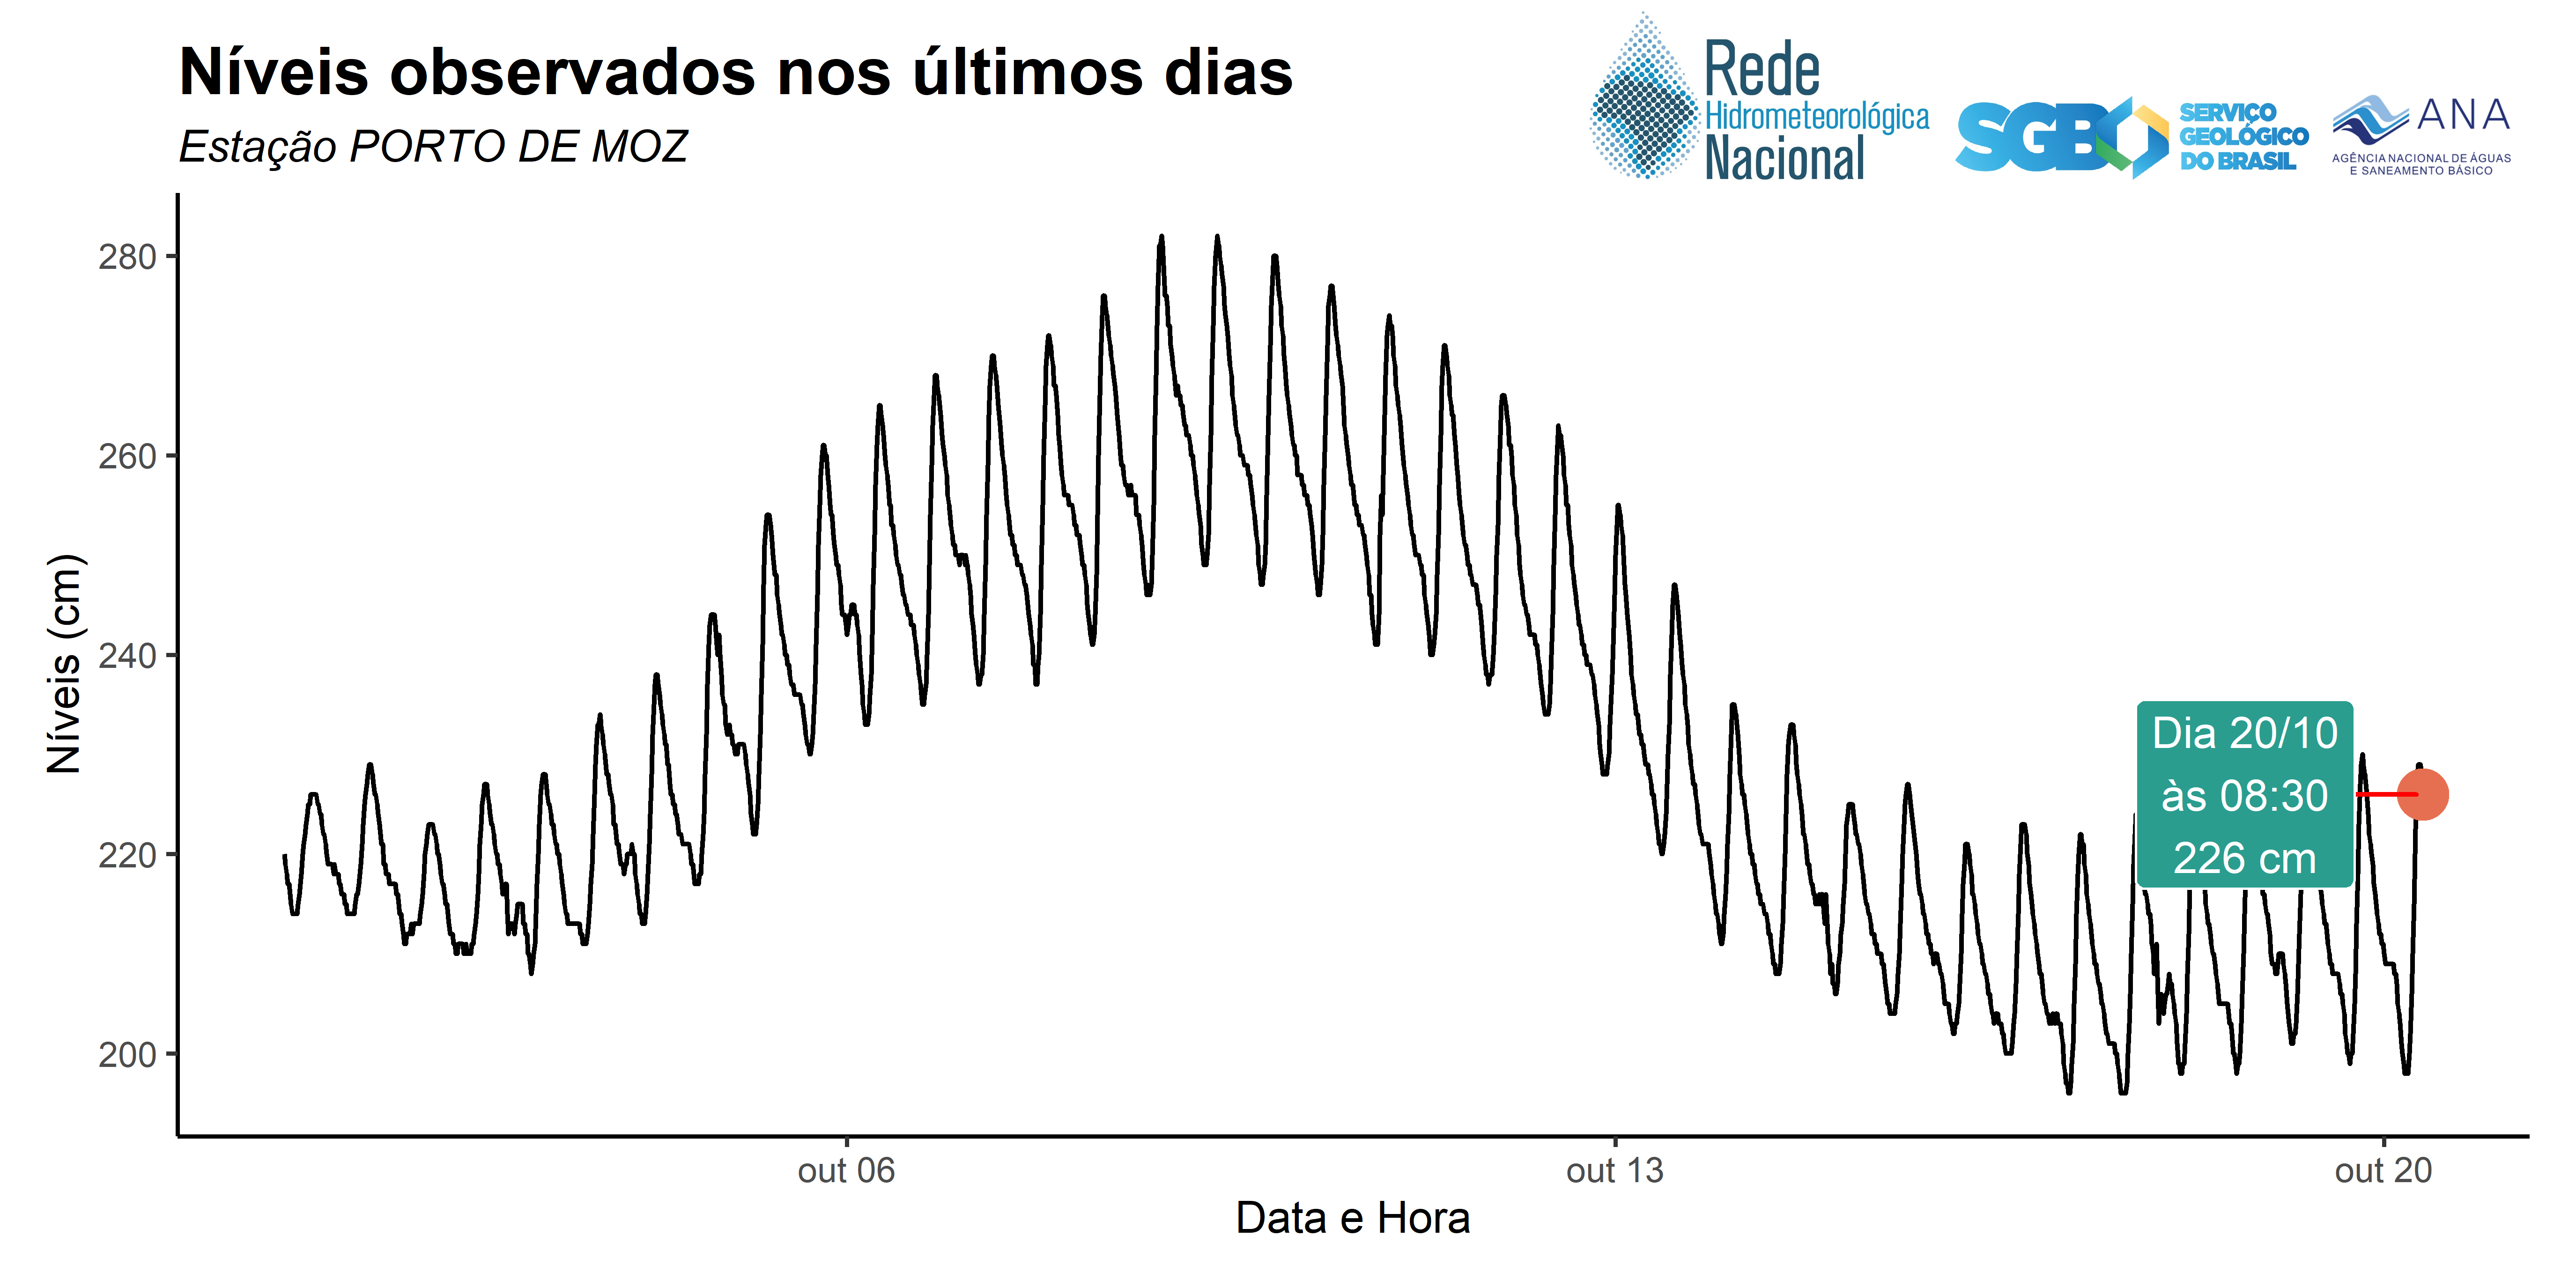 Níveis observados nos últimos dias
Estação PORTO DE MOZ
Rede
Hidrometeorológica
Nacional
SGB
SERVIÇO
GEOLÓGICO
DO BRASIL
ANA
AGÊNCIA NACIONAL DE ÁGUAS
E SANEAMENTO BÁSICO
Níveis (cm)
280
260
240
220
200
Dia 20/10
às 08:30
226 cm
out 06
out 13
out 20
Data e Hora